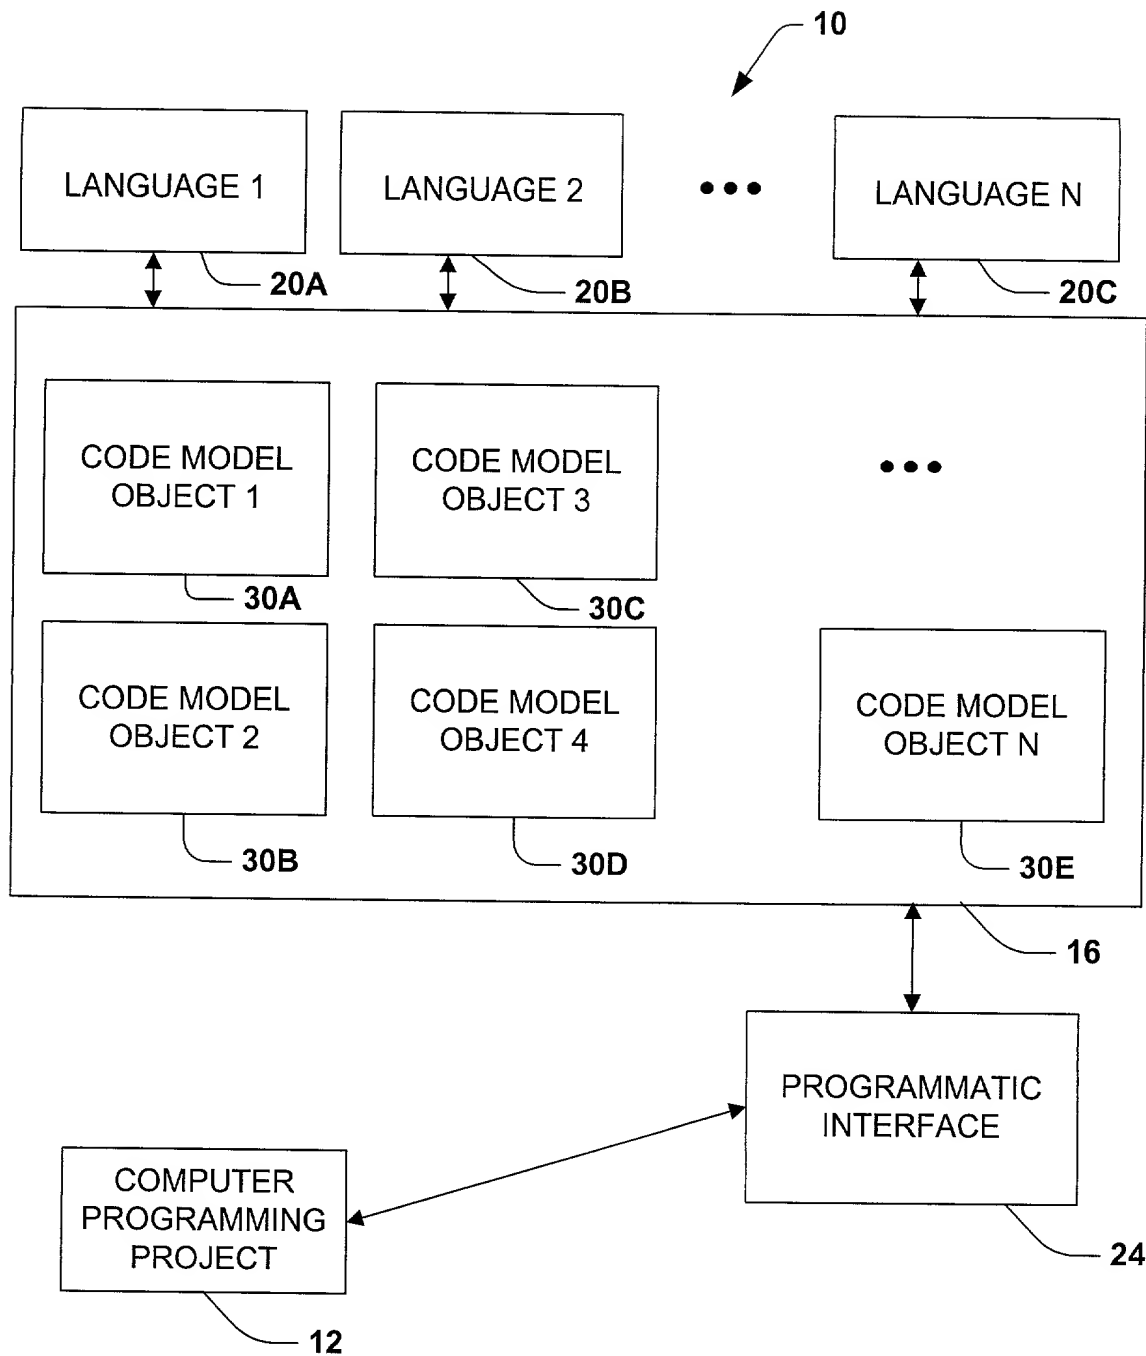 10
LANGUAGE 1
LANGUAGE 2
LANGUAGE N
20A
20B
20C
CODE MODEL
OBJECT 1
CODE MODEL
OBJECT 3
30A
30C
CODE MODEL
OBJECT 2
CODE MODEL
OBJECT 4
CODE MODEL
OBJECT N
30B
30D
30E
16
PROGRAMMATIC
INTERFACE
24
COMPUTER
PROGRAMMING
PROJECT
12